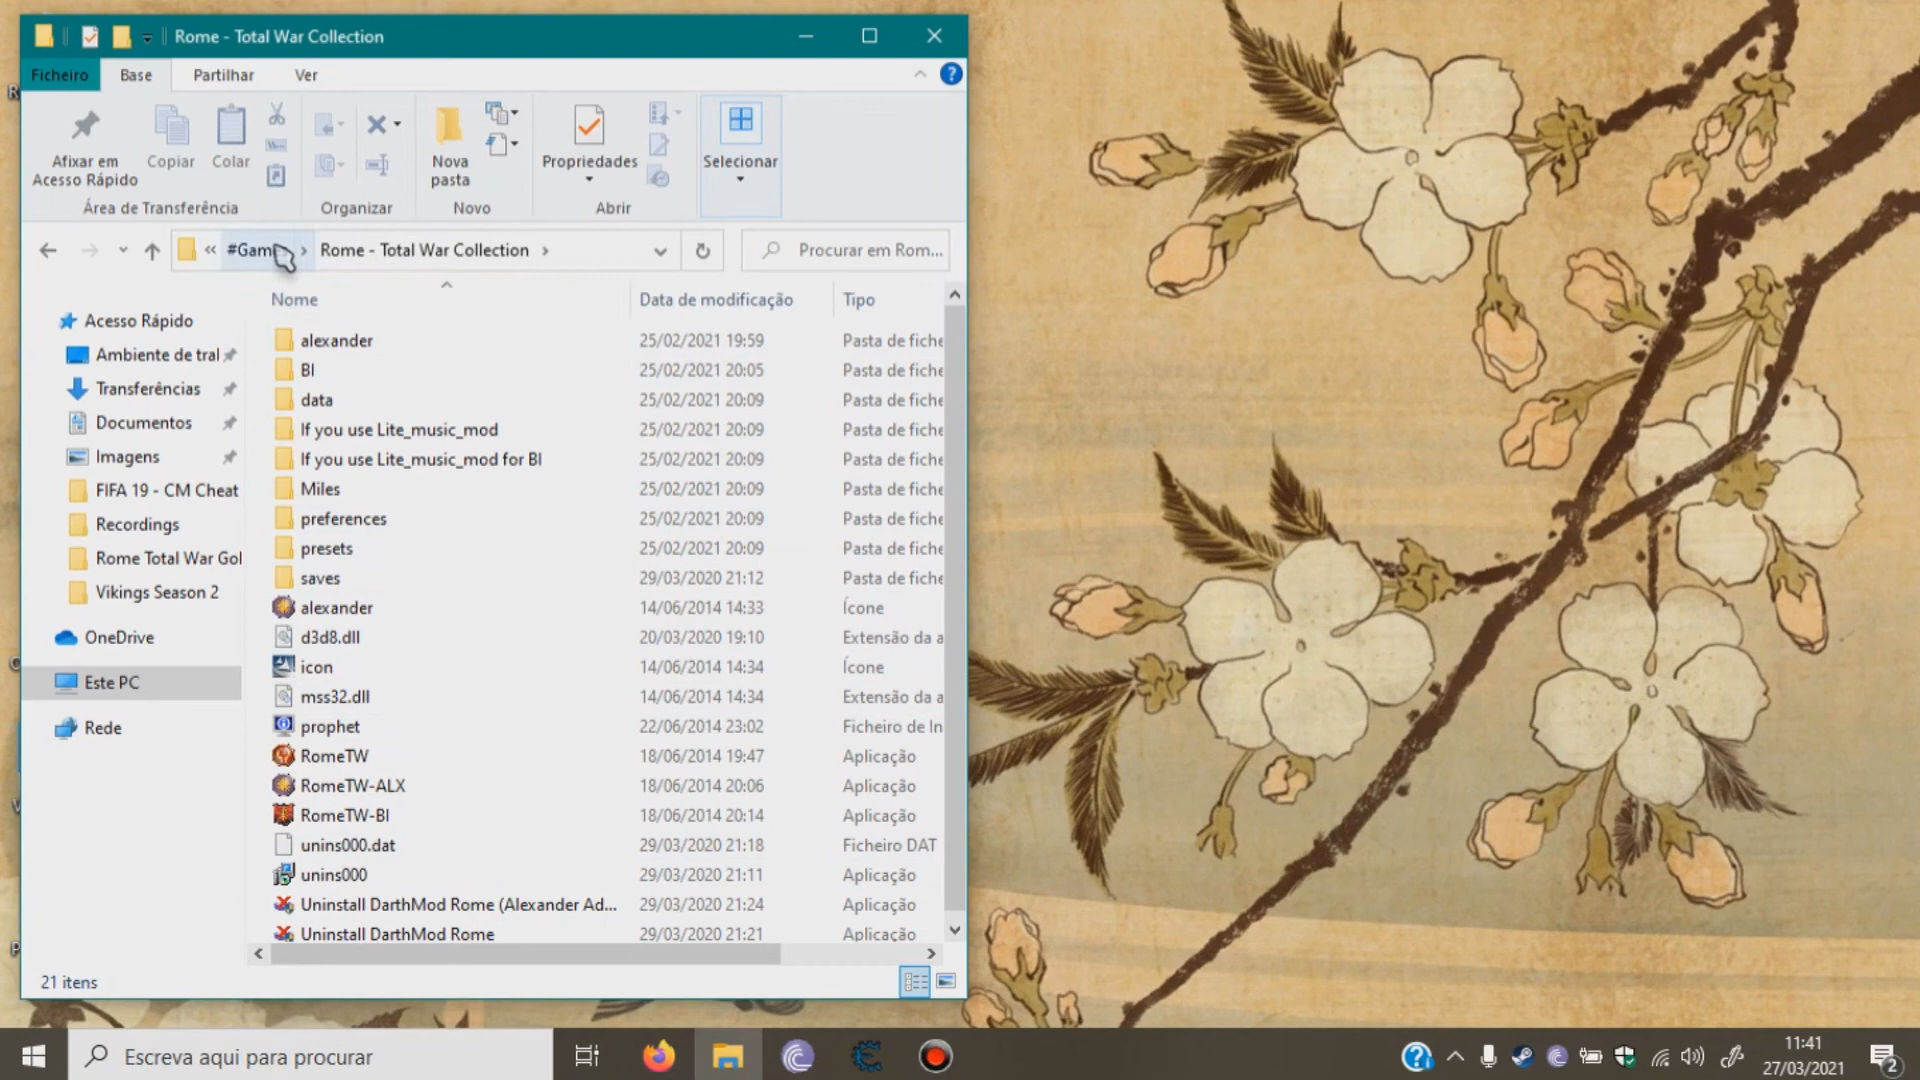 Rome - Total War Collection
Ficheiro Base Partilhar Ver
Afixar em
Acesso Rápido
Copiar
Colar
Nova
pasta
Propriedades
Selecionar
Área de Transferência
Organizar
Novo
Abrir
« #Gam › Rome - Total War Collection ›
Procurar em Rom...
Nome Data de modificação Tipo
Acesso Rápido
Ambiente de tral
Transferências
Documentos
Imagens
FIFA 19 - CM Cheat
Recordings
Rome Total War Gol
Vikings Season 2
OneDrive
Este PC
Rede
alexander 25/02/2021 19:59 Pasta de fiche
BI 25/02/2021 20:05 Pasta de fiche
data 25/02/2021 20:09 Pasta de fiche
If you use Lite_music_mod 25/02/2021 20:09 Pasta de fiche
If you use Lite_music_mod for BI 25/02/2021 20:09 Pasta de fiche
Miles 25/02/2021 20:09 Pasta de fiche
preferences 25/02/2021 20:09 Pasta de fiche
presets 25/02/2021 20:09 Pasta de fiche
saves 29/03/2020 21:12 Pasta de fiche
alexander 14/06/2014 14:33 Ícone
d3d8.dll 20/03/2020 19:10 Extensão da a
icon 14/06/2014 14:34 Ícone
mss32.dll 14/06/2014 14:34 Extensão da a
prophet 22/06/2014 23:02 Ficheiro de In
RomeTW 18/06/2014 19:47 Aplicação
RomeTW-ALX 18/06/2014 20:06 Aplicação
RomeTW-BI 18/06/2014 20:14 Aplicação
unins000.dat 29/03/2020 21:18 Ficheiro DAT
unins000 29/03/2020 21:11 Aplicação
Uninstall DarthMod Rome (Alexander Ad... 29/03/2020 21:24 Aplicação
Uninstall DarthMod Rome 29/03/2020 21:21 Aplicação
21 itens
Escreva aqui para procurar
11:41
27/03/2021
2